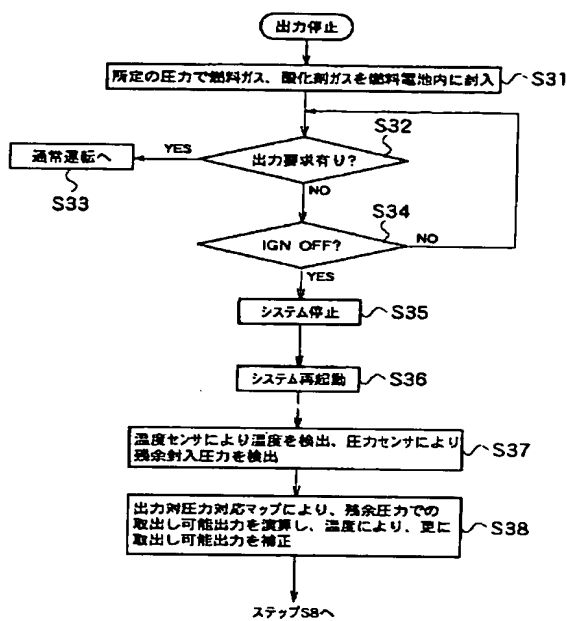 出力停止
所定の圧力で燃料ガス、酸化剤ガスを燃料電池内に封入
S31
S32
出力要求有り?
YES
通常運転へ
S33
NO
S34
IGN OFF?
NO
YES
システム停止
S35
システム再起動
S36
温度センサにより温度を検出、圧力センサにより
残余封入圧力を検出
S37
出力対圧力対応マップにより、残余圧力での
取出し可能出力を演算し、温度により、更に
取出し可能出力を補正
S38
ステップS8へ